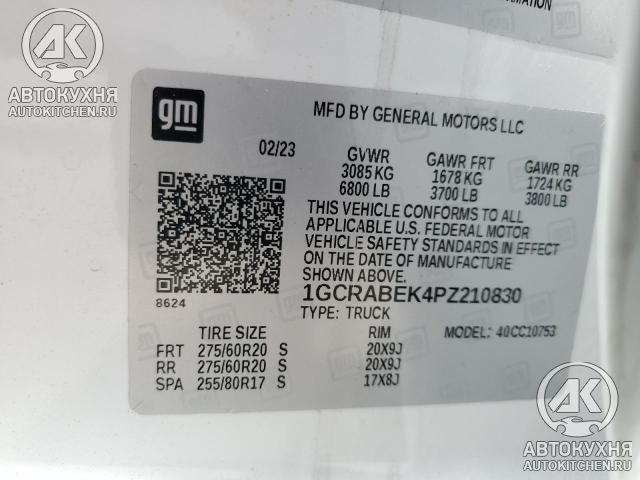 RMATION
AK
АВТОКУХНЯ
AUTOKITCHEN.RU
gm
gm
MFD BY GENERAL MOTORS LLC
02/23
GVWR GAWR FRT GAWR RR
3085 KG 1678 KG 1724 KG
6800 LB 3700 LB 3800 LB
THIS VEHICLE CONFORMS TO ALL
APPLICABLE U.S. FEDERAL MOTOR
VEHICLE SAFETY STANDARDS IN EFFECT
ON THE DATE OF MANUFACTURE
SHOWN ABOVE.
8624
1GCRABEK4PZ210830
TYPE: TRUCK
TIRE SIZE RIM MODEL: 40CC10753
FRT 275/60R20 S 20X9J
RR 275/60R20 S 20X9J
SPA 255/80R17 S 17X8J
AK
АВТОКУХНЯ
AUTOKITCHEN.RU